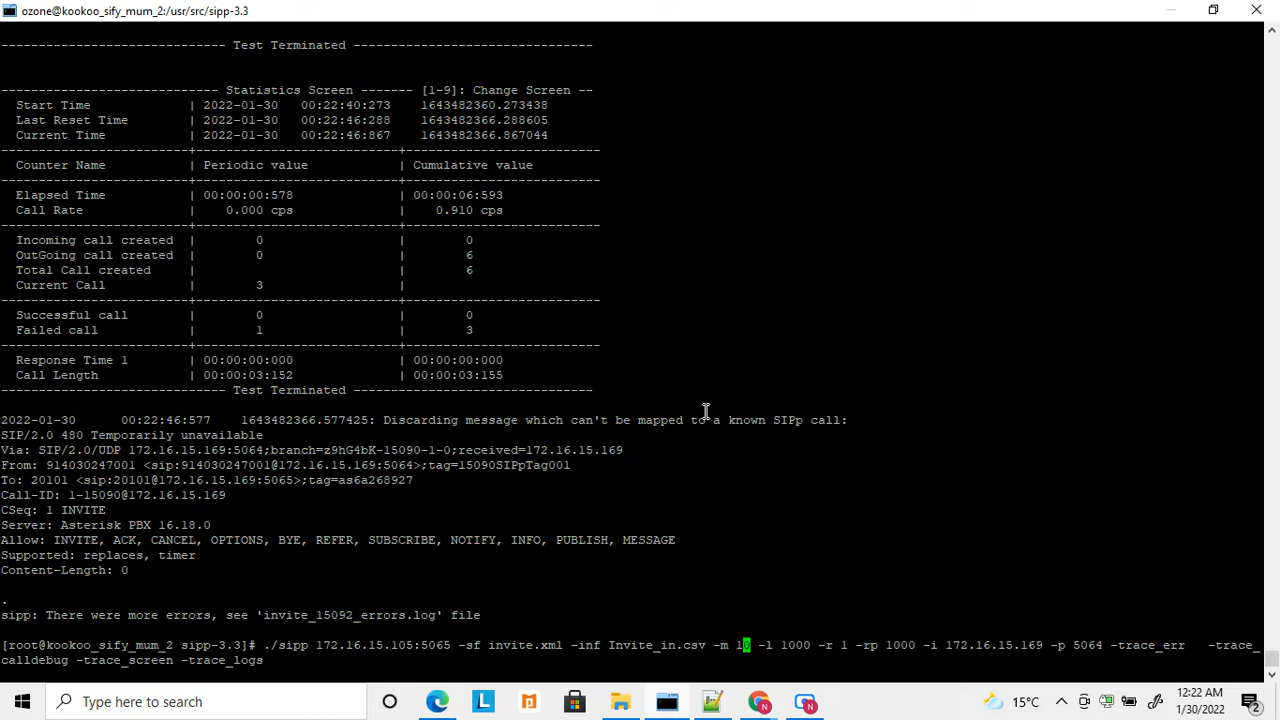 ozone@kookoo_sify_mum_2:/usr/src/sipp-3.3
------------------------------ Test Terminated --------------------------------
----------------------------- Statistics Screen ------- [1-9]: Change Screen --
Start Time | 2022-01-30 00:22:40:273 1643482360.273438
Last Reset Time | 2022-01-30 00:22:46:288 1643482366.288605
Current Time | 2022-01-30 00:22:46:867 1643482366.867044
-------------------------+---------------------------+--------------------------
Counter Name | Periodic value | Cumulative value
-------------------------+---------------------------+--------------------------
Elapsed Time | 00:00:00:578 | 00:00:06:593
Call Rate | 0.000 cps | 0.910 cps
-------------------------+---------------------------+--------------------------
Incoming call created | 0 | 0
OutGoing call created | 0 | 6
Total Call created | | 6
Current Call | 3 |
-------------------------+---------------------------+--------------------------
Successful call | 0 | 0
Failed call | 1 | 3
-------------------------+---------------------------+--------------------------
Response Time 1 | 00:00:00:000 | 00:00:00:000
Call Length | 00:00:03:152 | 00:00:03:155
------------------------------ Test Terminated --------------------------------
2022-01-30 00:22:46:577 1643482366.577425: Discarding message which can't be mapped to a known SIPp call:
SIP/2.0 480 Temporarily unavailable
Via: SIP/2.0/UDP 172.16.15.169:5064;branch=z9hG4bK-15090-1-0;received=172.16.15.169
From: 914030247001 <sip:914030247001@172.16.15.169:5064>;tag=15090SIPpTag001
To: 20101 <sip:20101@172.16.15.169:5065>;tag=as6a268927
Call-ID: 1-15090@172.16.15.169
CSeq: 1 INVITE
Server: Asterisk PBX 16.18.0
Allow: INVITE, ACK, CANCEL, OPTIONS, BYE, REFER, SUBSCRIBE, NOTIFY, INFO, PUBLISH, MESSAGE
Supported: replaces, timer
Content-Length: 0
.
sipp: There were more errors, see 'invite_15092_errors.log' file
[root@kookoo_sify_mum_2 sipp-3.3]# ./sipp 172.16.15.105:5065 -sf invite.xml -inf Invite_in.csv -m 10 -l 1000 -r 1 -rp 1000 -i 172.16.15.169 -p 5064 -trace_err -trace_
calldebug -trace_screen -trace_logs
Type here to search
L
N
N
15°C
12:22 AM
1/30/2022
2